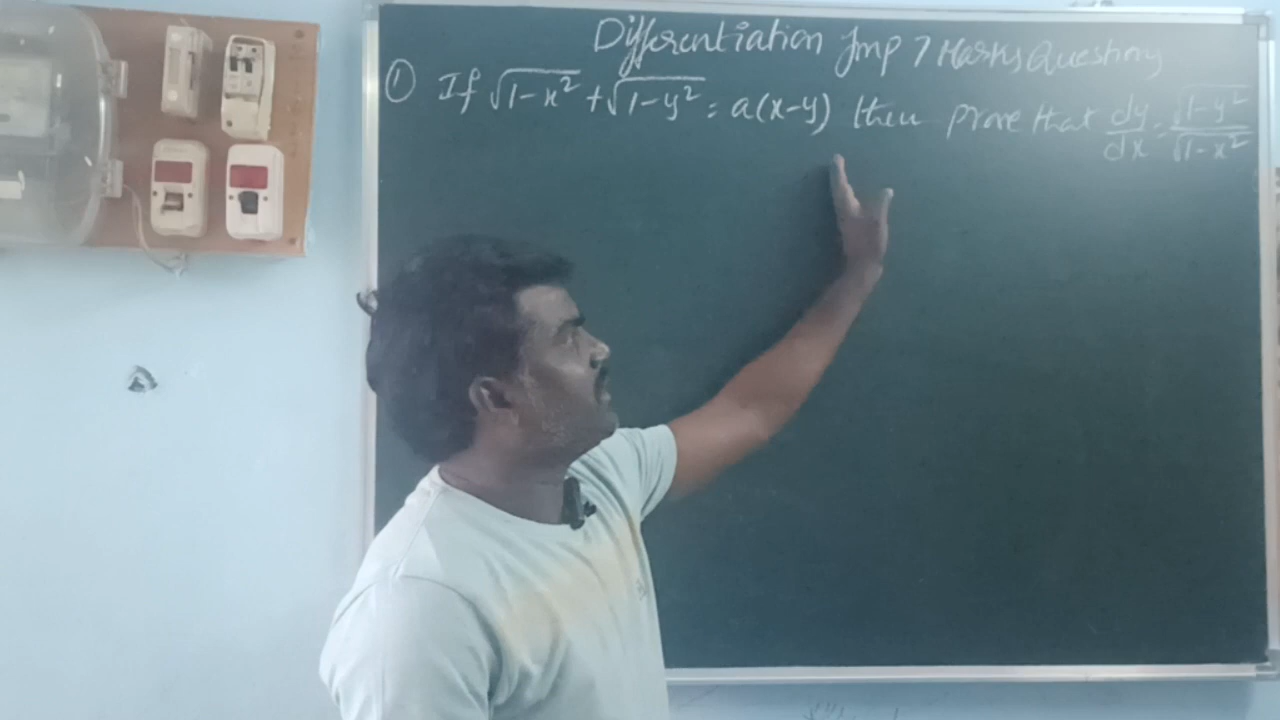 Differentiation Imp 7 Marks Questions
① If √1-x² + √1-y² = a(x-y) then prove that dy/dx = √1-y²/√1-x²